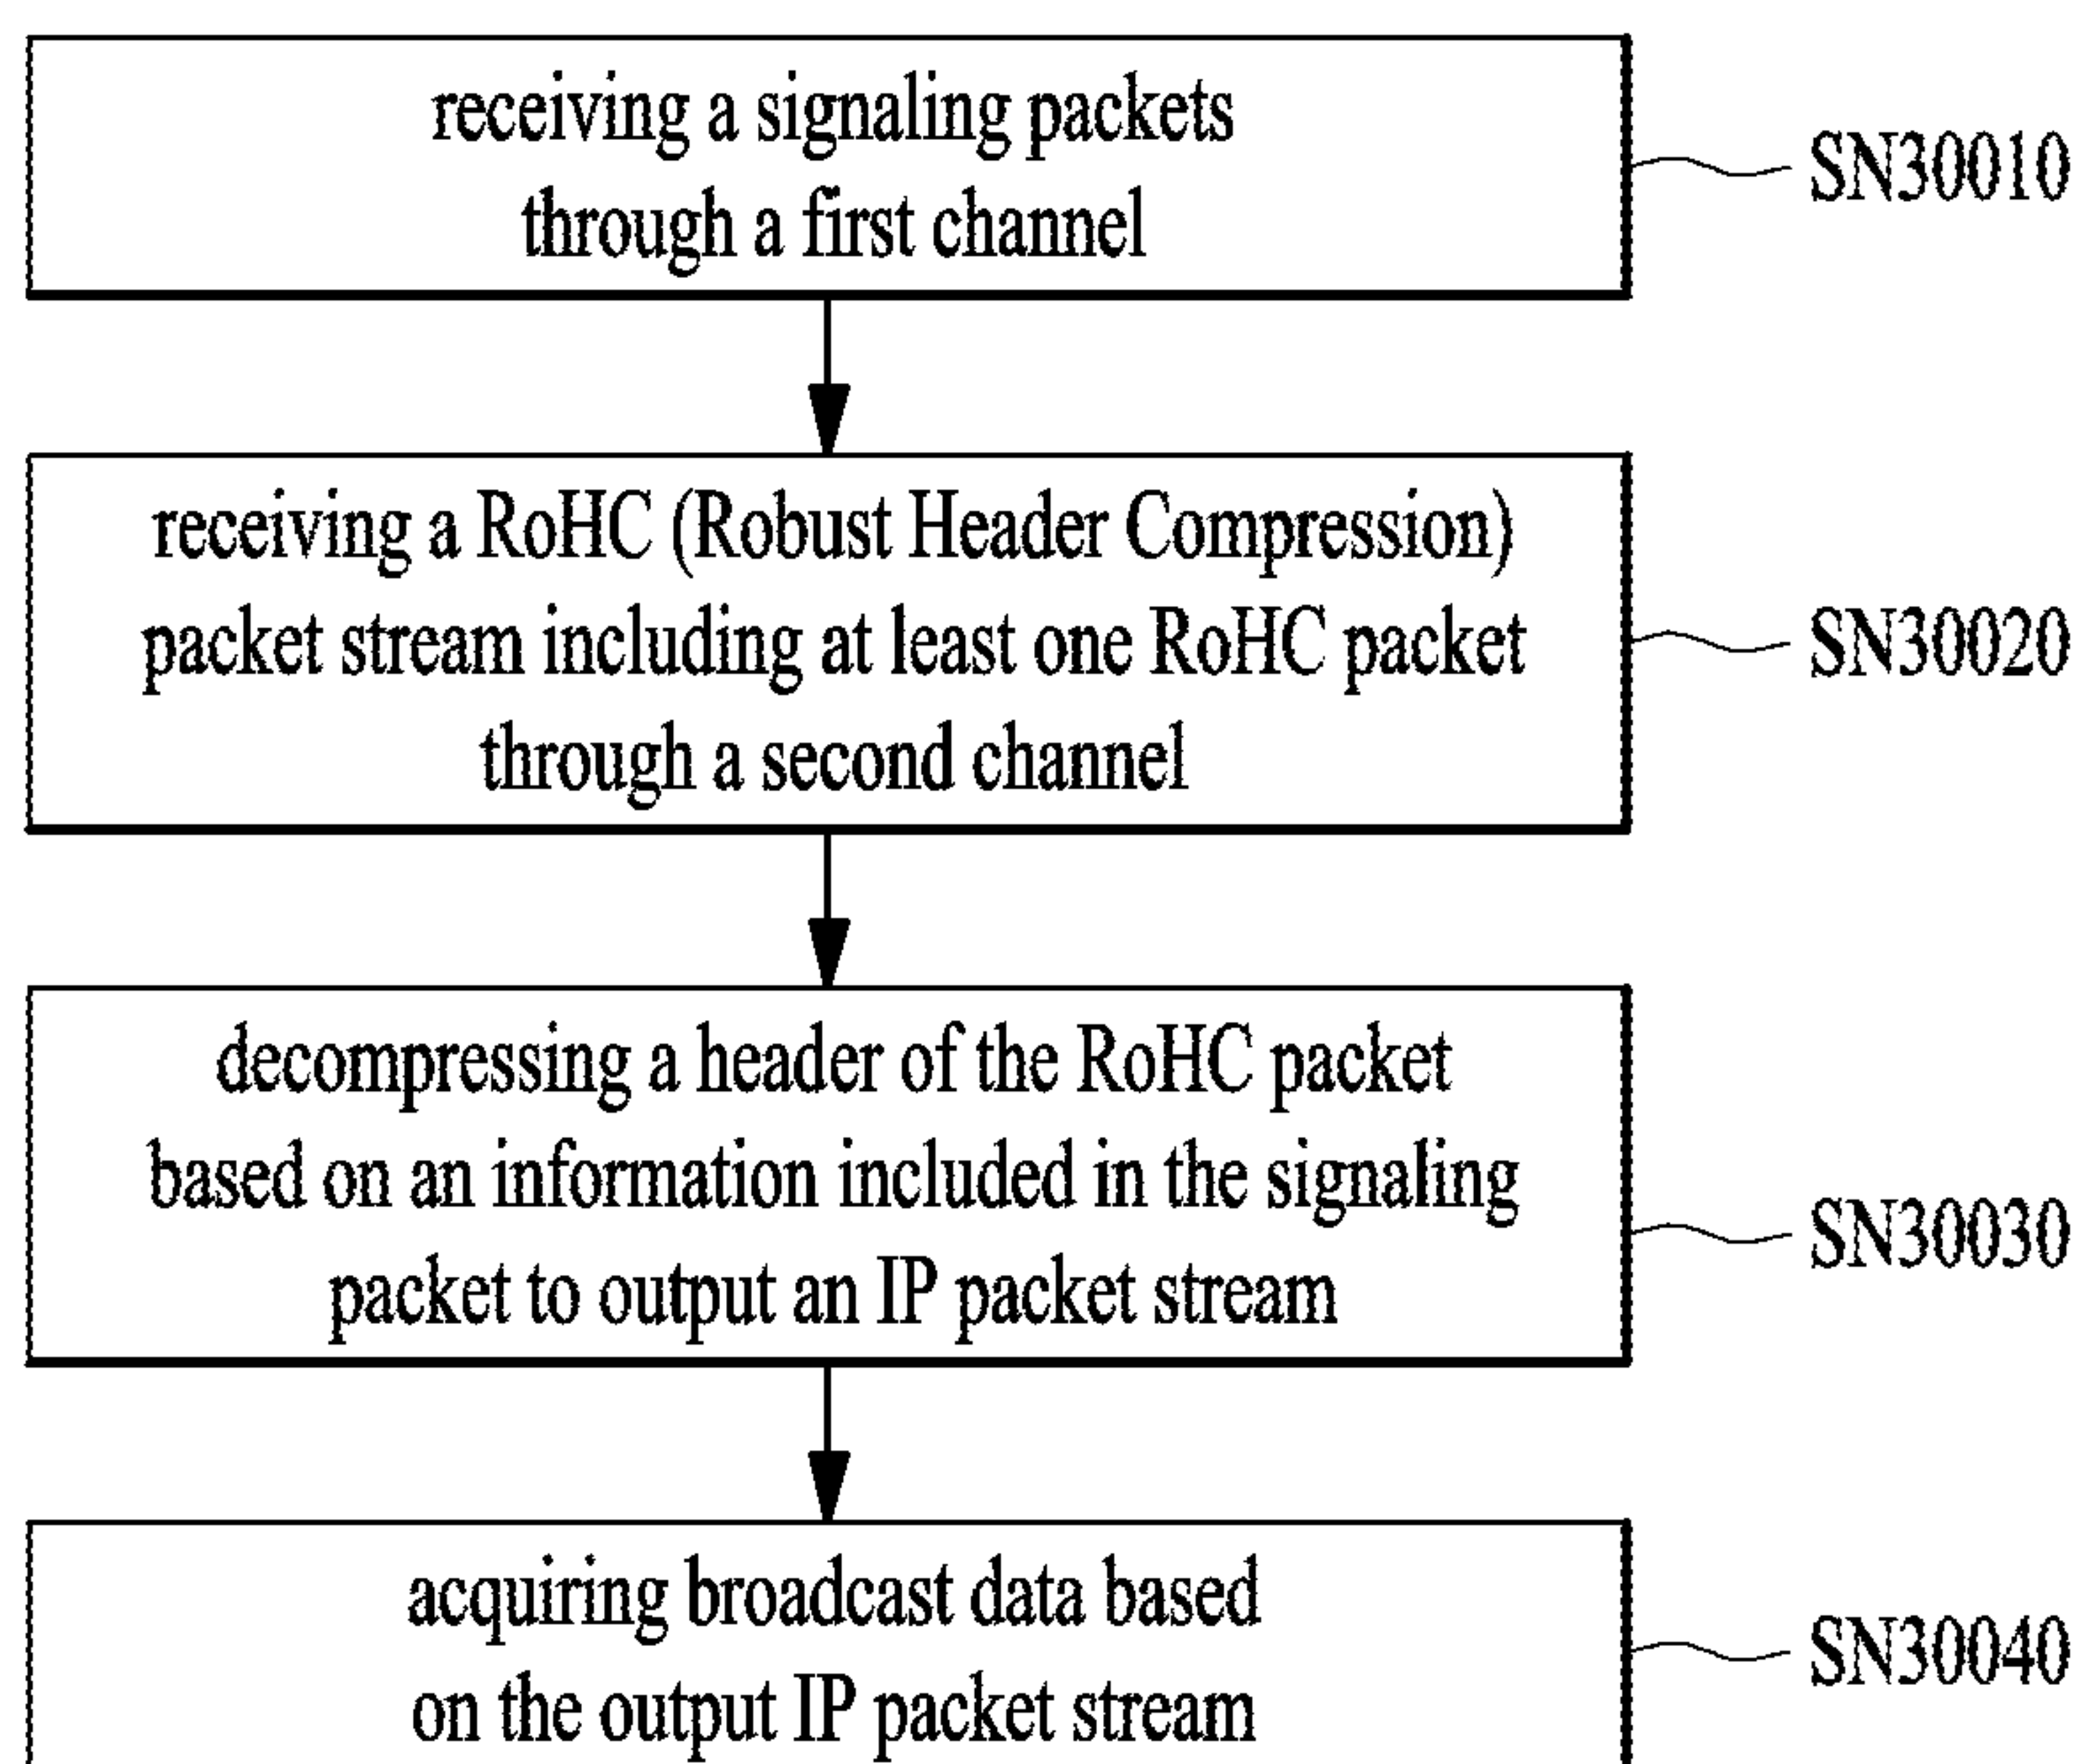 receiving a signaling packets
through a first channel
SN30010
receiving a RoHC (Robust Header Compression)
packet stream including at least one RoHC packet
through a second channel
SN30020
decompressing a header of the RoHC packet
based on an information included in the signaling
packet to output an IP packet stream
SN30030
acquiring broadcast data based
on the output IP packet stream
SN30040